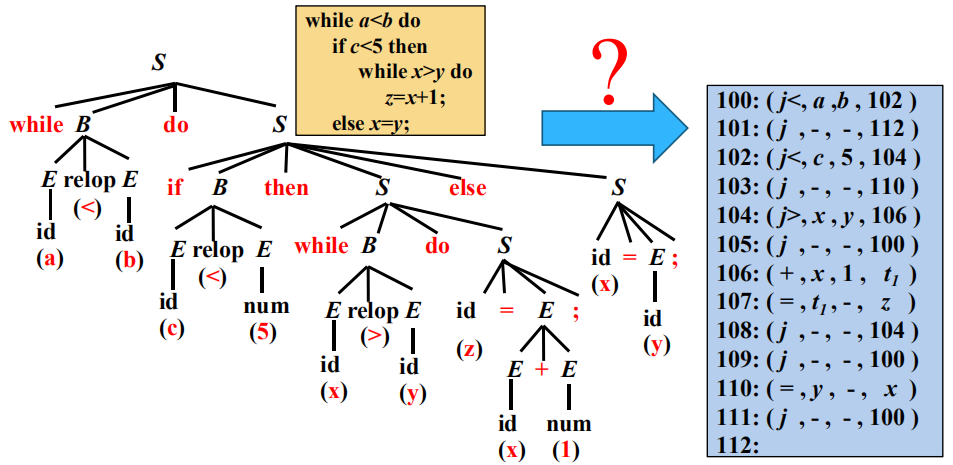 while a<b do
if c<5 then
while x>y do
z=x+1;
else x=y;
?
S
while B do S
E relop E
(<)
id id
(a) (b)
if B then S else S
E relop E
(<)
id num
(c) (5)
while B do S
id = E ;
(x)
id
(y)
E relop E
(>)
id id
(x) (y)
id = E ;
(z)
E + E
id num
(x) (1)
100: ( j<, a ,b , 102 )
101: ( j , - , - , 112 )
102: ( j<, c , 5 , 104 )
103: ( j , - , - , 110 )
104: ( j>, x , y , 106 )
105: ( j , - , - , 100 )
106: ( + , x , 1 , t1 )
107: ( = , t1 , - , z )
108: ( j , - , - , 104 )
109: ( j , - , - , 100 )
110: ( = , y , - , x )
111: ( j , - , - , 100 )
112: